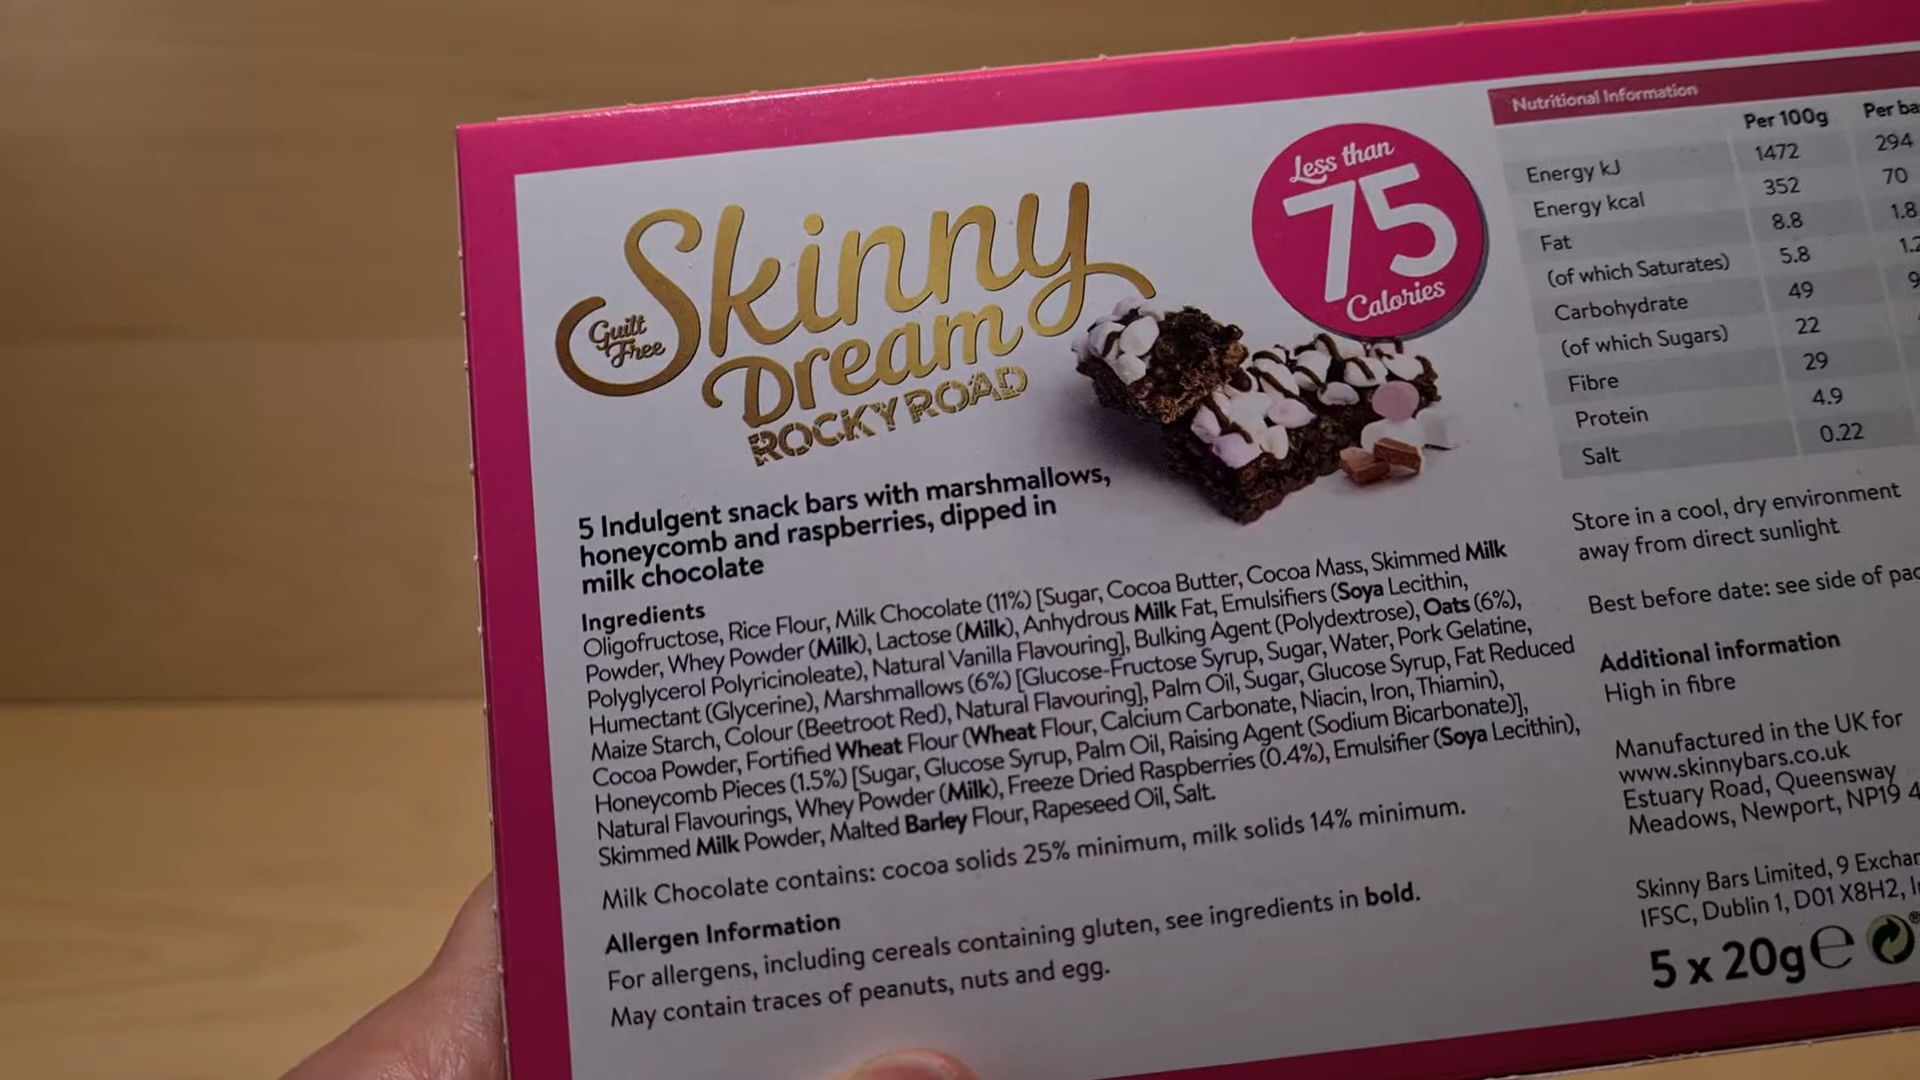 Guilt
Free
Skinny
Dream
ROCKY ROAD
Less than
75
Calories
5 Indulgent snack bars with marshmallows,
honeycomb and raspberries, dipped in
milk chocolate
Ingredients
Oligofructose, Rice Flour, Milk Chocolate (11%) [Sugar, Cocoa Butter, Cocoa Mass, Skimmed Milk
Powder, Whey Powder (Milk), Lactose (Milk), Anhydrous Milk Fat, Emulsifiers (Soya Lecithin,
Polyglycerol Polyricinoleate), Natural Vanilla Flavouring], Bulking Agent (Polydextrose), Oats (6%),
Humectant (Glycerine), Marshmallows (6%) [Glucose-Fructose Syrup, Sugar, Water, Pork Gelatine,
Maize Starch, Colour (Beetroot Red), Natural Flavouring], Palm Oil, Sugar, Glucose Syrup, Fat Reduced
Cocoa Powder, Fortified Wheat Flour (Wheat Flour, Calcium Carbonate, Niacin, Iron, Thiamin),
Honeycomb Pieces (1.5%) [Sugar, Glucose Syrup, Palm Oil, Raising Agent (Sodium Bicarbonate)],
Natural Flavourings, Whey Powder (Milk), Freeze Dried Raspberries (0.4%), Emulsifier (Soya Lecithin),
Skimmed Milk Powder, Malted Barley Flour, Rapeseed Oil, Salt.
Milk Chocolate contains: cocoa solids 25% minimum, milk solids 14% minimum.
Allergen Information
For allergens, including cereals containing gluten, see ingredients in bold.
May contain traces of peanuts, nuts and egg.
Nutritional Information
Per 100g Per
Energy kJ 1472 294
Energy kcal 352 70
Fat 8.8 1.8
(of which Saturates) 5.8
Carbohydrate 49
(of which Sugars) 22
Fibre 29
Protein 4.9
Salt 0.22
Store in a cool, dry environment
away from direct sunlight
Best before date: see side of
Additional information
High in fibre
Manufactured in the UK for
www.skinnybars.co.uk
Estuary Road, Queensway
Meadows, Newport, NP19
Skinny Bars Limited, 9
IFSC, Dublin 1, D01 X8H2,
5 x 20g℮